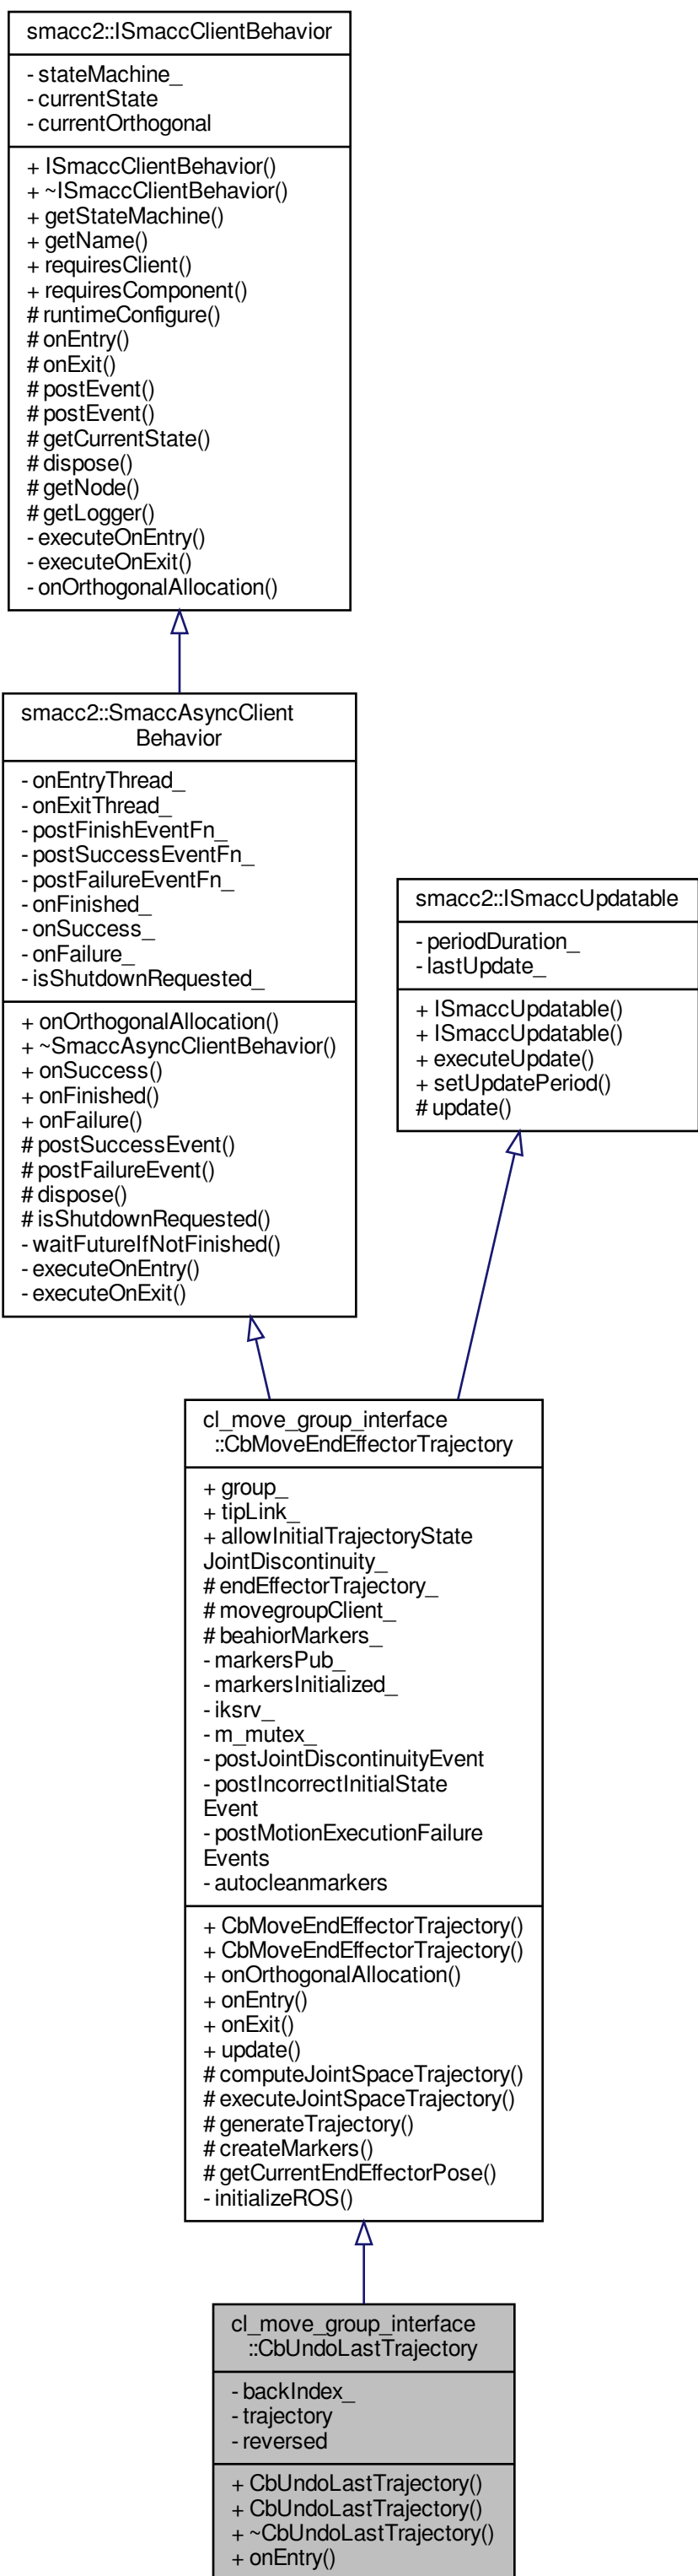 smacc2::ISmaccClientBehavior
- stateMachine_
- currentState
- currentOrthogonal
+ ISmaccClientBehavior()
+ ~ISmaccClientBehavior()
+ getStateMachine()
+ getName()
+ requiresClient()
+ requiresComponent()
# runtimeConfigure()
# onEntry()
# onExit()
# postEvent()
# postEvent()
# getCurrentState()
# dispose()
# getNode()
# getLogger()
- executeOnEntry()
- executeOnExit()
- onOrthogonalAllocation()
smacc2::SmaccAsyncClient
Behavior
- onEntryThread_
- onExitThread_
- postFinishEventFn_
- postSuccessEventFn_
- postFailureEventFn_
- onFinished_
- onSuccess_
- onFailure_
- isShutdownRequested_
+ onOrthogonalAllocation()
+ ~SmaccAsyncClientBehavior()
+ onSuccess()
+ onFinished()
+ onFailure()
# postSuccessEvent()
# postFailureEvent()
# dispose()
# isShutdownRequested()
- waitFutureIfNotFinished()
- executeOnEntry()
- executeOnExit()
smacc2::ISmaccUpdatable
- periodDuration_
- lastUpdate_
+ ISmaccUpdatable()
+ ISmaccUpdatable()
+ executeUpdate()
+ setUpdatePeriod()
# update()
cl_move_group_interface
::CbMoveEndEffectorTrajectory
+ group_
+ tipLink_
+ allowInitialTrajectoryState
JointDiscontinuity_
# endEffectorTrajectory_
# movegroupClient_
# beahiorMarkers_
- markersPub_
- markersInitialized_
- iksrv_
- m_mutex_
- postJointDiscontinuityEvent
- postIncorrectInitialState
Event
- postMotionExecutionFailure
Events
- autocleanmarkers
+ CbMoveEndEffectorTrajectory()
+ CbMoveEndEffectorTrajectory()
+ onOrthogonalAllocation()
+ onEntry()
+ onExit()
+ update()
# computeJointSpaceTrajectory()
# executeJointSpaceTrajectory()
# generateTrajectory()
# createMarkers()
# getCurrentEndEffectorPose()
- initializeROS()
cl_move_group_interface
::CbUndoLastTrajectory
- backIndex_
- trajectory
- reversed
+ CbUndoLastTrajectory()
+ CbUndoLastTrajectory()
+ ~CbUndoLastTrajectory()
+ onEntry()